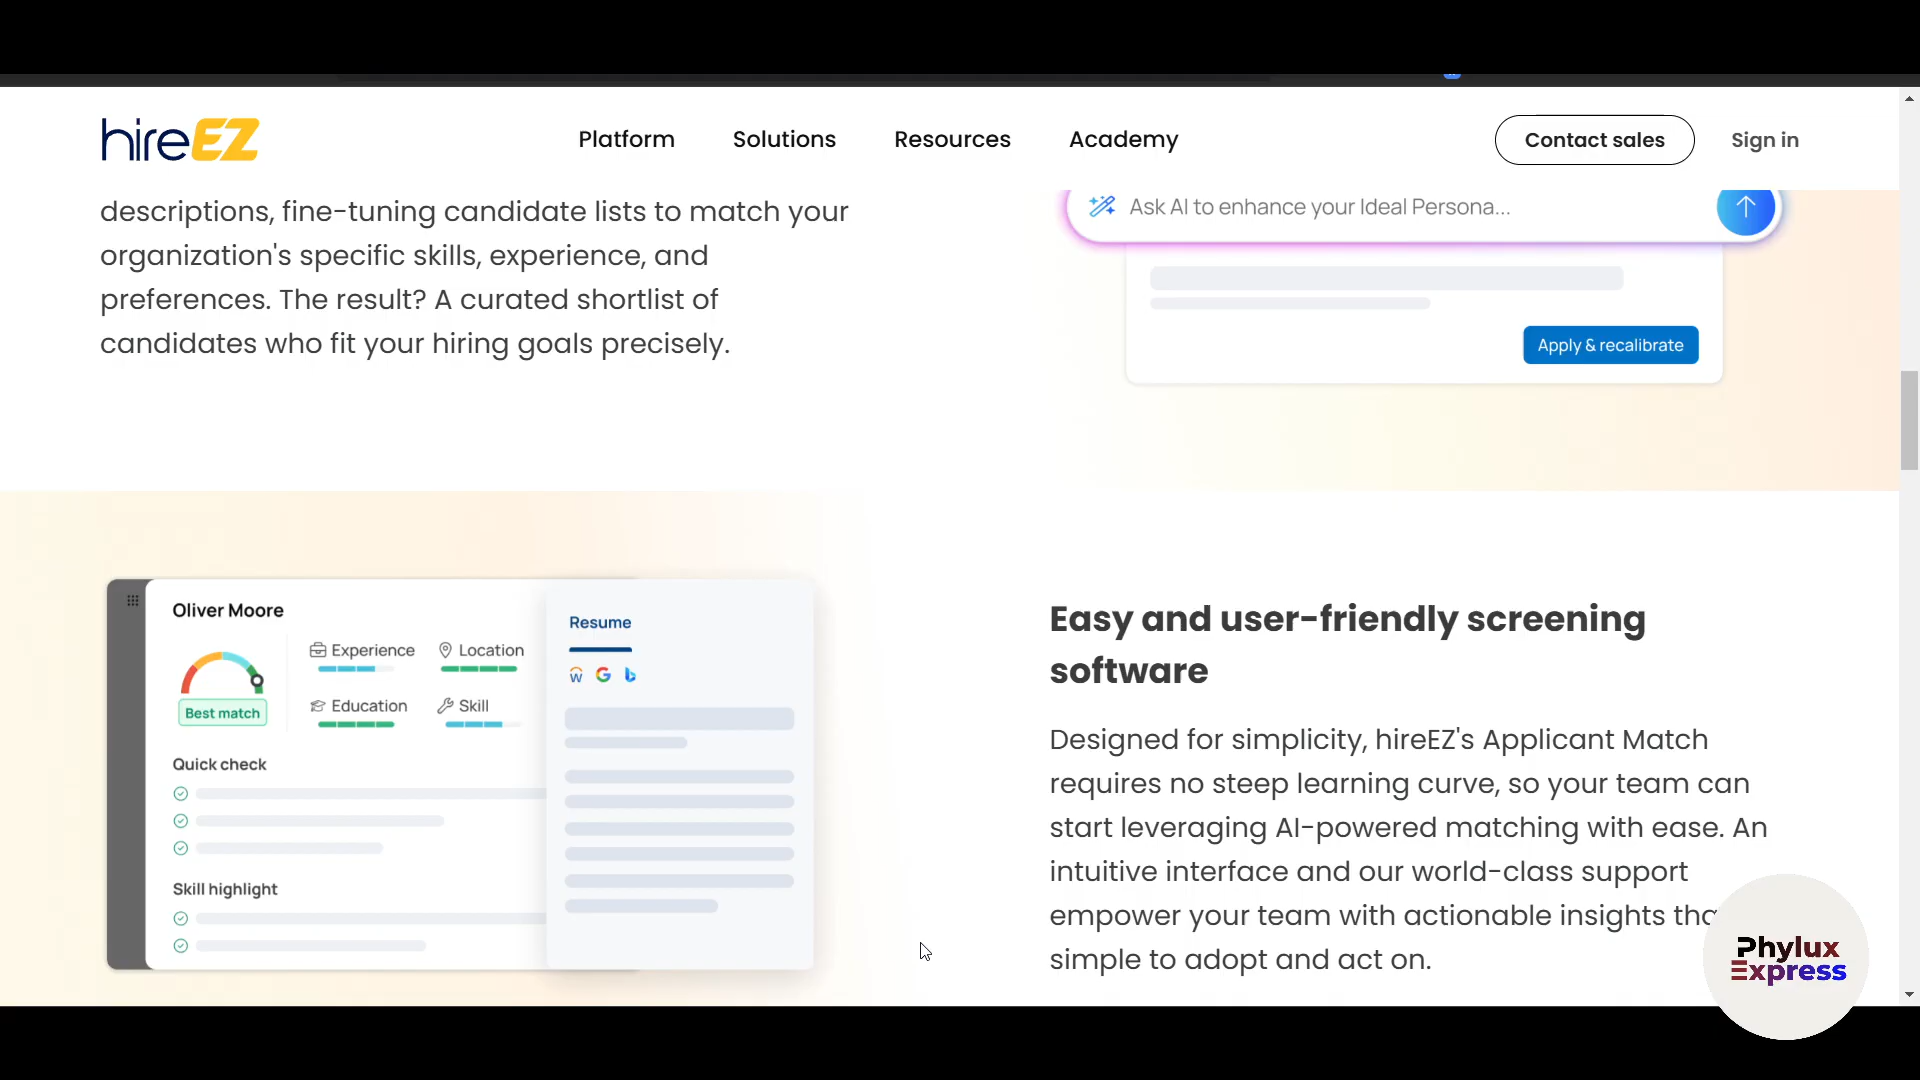 hireEZ
Platform
Solutions
Resources
Academy
Contact sales
Sign in
descriptions, fine-tuning candidate lists to match your
organization's specific skills, experience, and
preferences. The result? A curated shortlist of
candidates who fit your hiring goals precisely.
Ask AI to enhance your Ideal Persona...
Apply & recalibrate
Oliver Moore
Best match
Experience
Location
Education
Skill
Quick check
Skill highlight
Resume
Easy and user-friendly screening
software
Designed for simplicity, hireEZ's Applicant Match
requires no steep learning curve, so your team can
start leveraging AI-powered matching with ease. An
intuitive interface and our world-class support
empower your team with actionable insights
simple to adopt and act on.
Phylux
Express